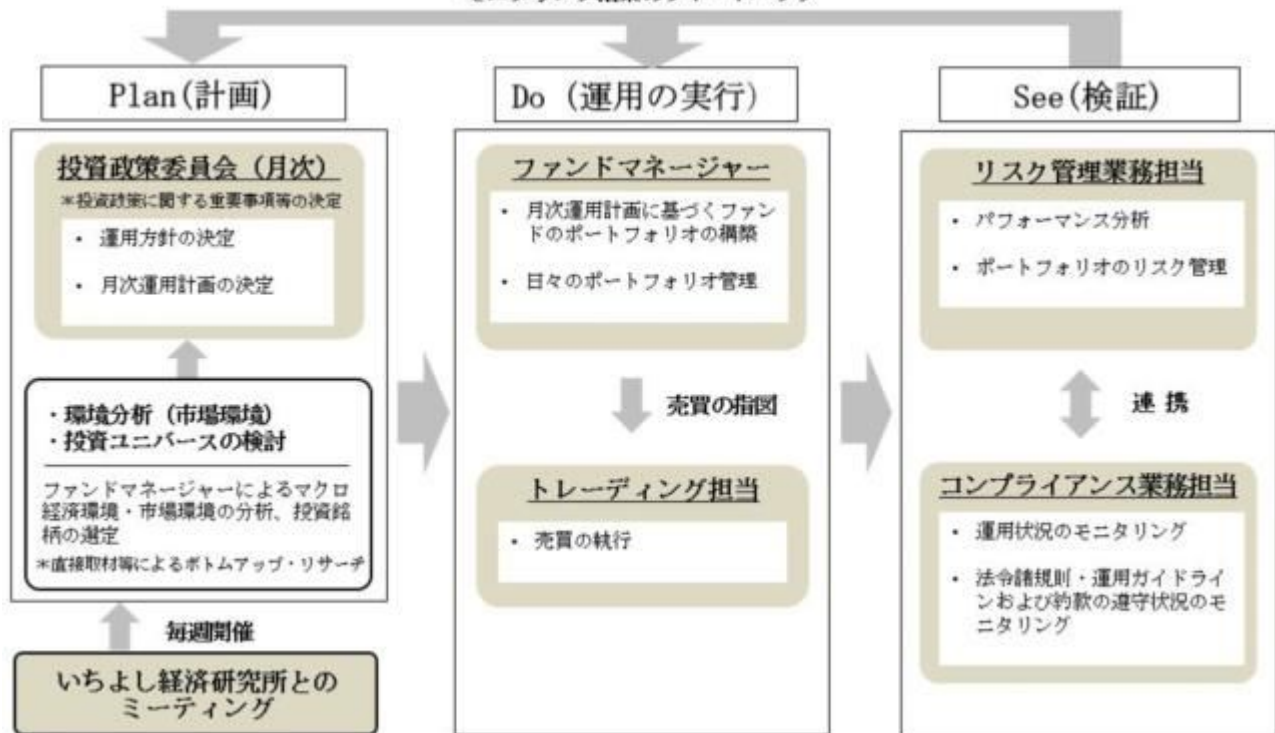 Plan(計画)
投資政策委員会（月次）
＊投資政策に関する重要事項等の決定
・ 運用方針の決定
・ 月次運用計画の決定
・環境分析（市場環境）
・投資ユニバースの検討
ファンドマネージャーによるマクロ
経済環境・市場環境の分析、投資銘
柄の選定
＊直接取材等によるボトムアップ・リサーチ
毎週開催
いちよし経済研究所との
ミーティング
Do (運用の実行)
ファンドマネージャー
・ 月次運用計画に基づくファン
ドのポートフォリオの構築
・ 日々のポートフォリオ管理
売買の指図
トレーディング担当
・ 売買の執行
See(検証)
リスク管理業務担当
・ パフォーマンス分析
・ ポートフォリオのリスク管理
連 携
コンプライアンス業務担当
・ 運用状況のモニタリング
・ 法令諸規則・運用ガイドライ
ンおよび約款の遵守状況のモ
ニタリング